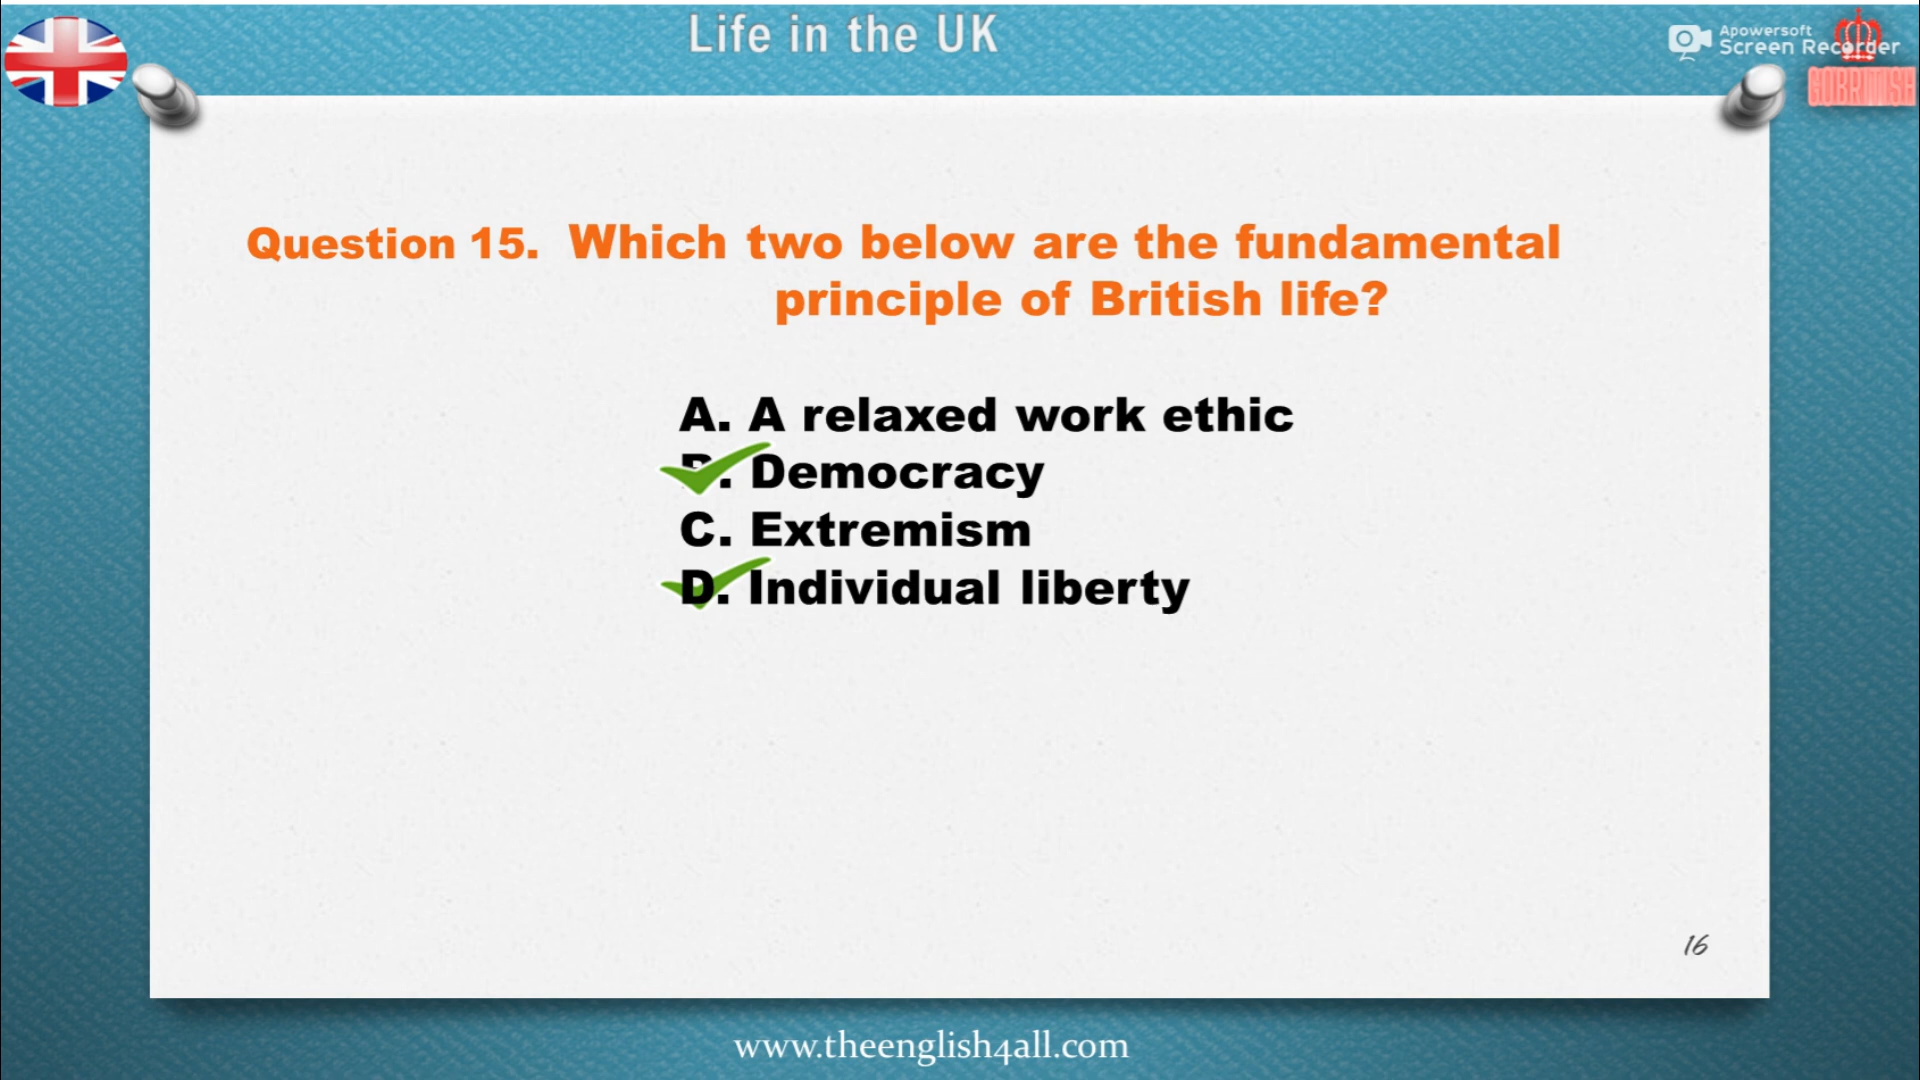 Life in the UK
Apowersoft
Screen Recorder
GOBRITISH
Question 15. Which two below are the fundamental
principle of British life?
A. A relaxed work ethic
B. Democracy
C. Extremism
D. Individual liberty
16
www.theenglish4all.com